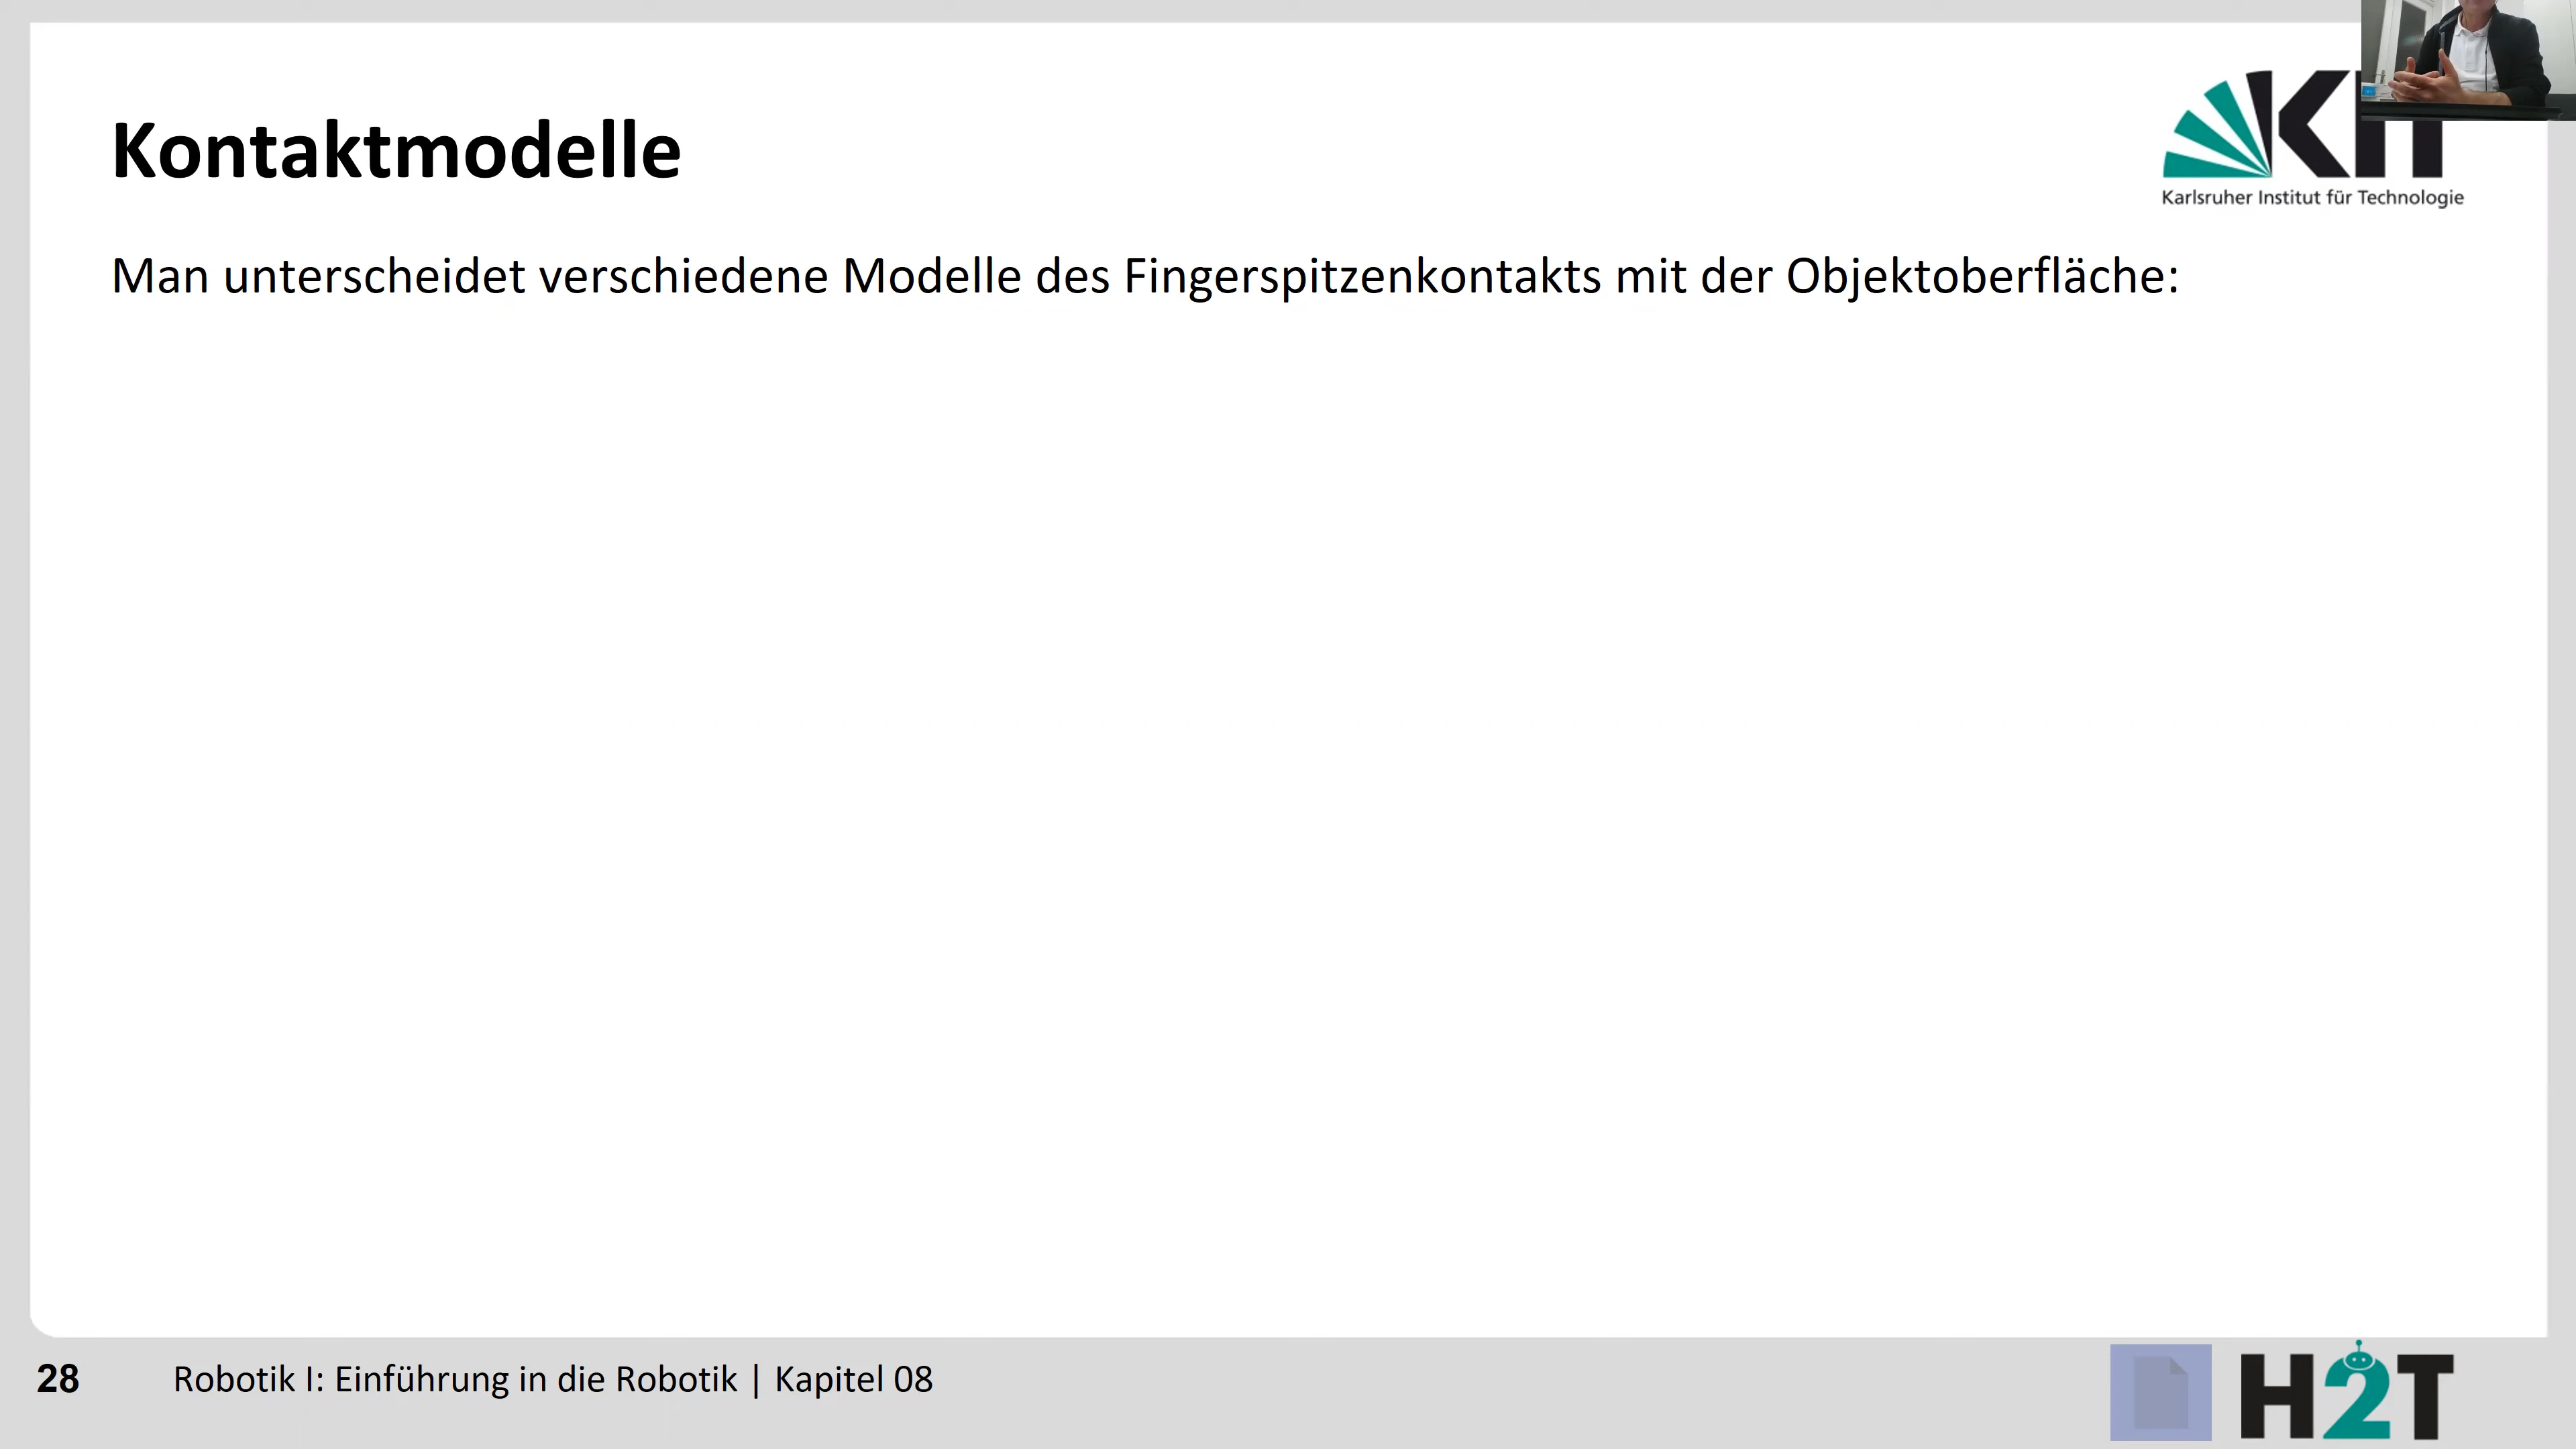 Kontaktmodelle
Karlsruher Institut für Technologie
Man unterscheidet verschiedene Modelle des Fingerspitzenkontakts mit der Objektoberfläche:
28
Robotik I: Einführung in die Robotik | Kapitel 08
H2T